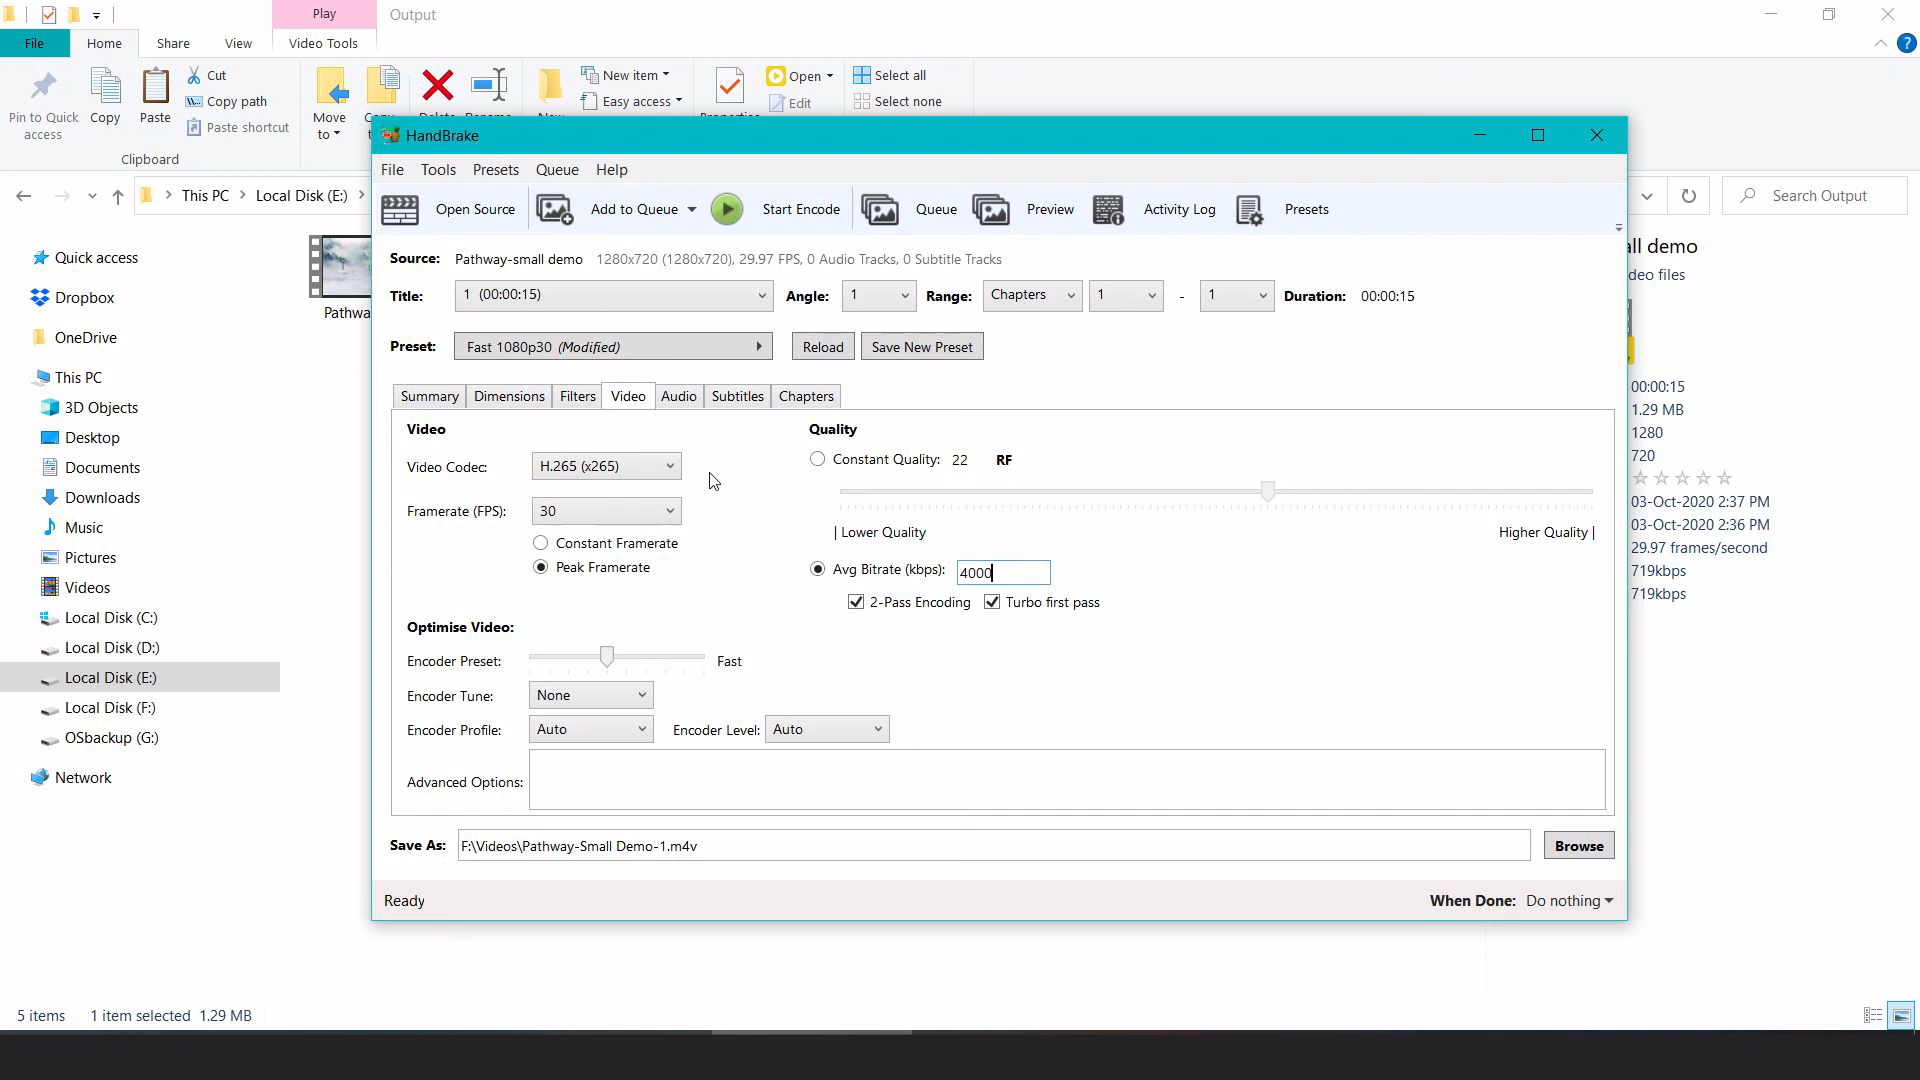 Play
Output
File
Home
Share
View
Video Tools
Pin to Quick access
Copy
Paste
Cut
Copy path
Paste shortcut
Clipboard
Move to
New item
Easy access
Open
Edit
Select all
Select none
This PC
Local Disk (E:)
Search Output
Quick access
Dropbox
OneDrive
This PC
3D Objects
Desktop
Documents
Downloads
Music
Pictures
Videos
Local Disk (C:)
Local Disk (D:)
Local Disk (E:)
Local Disk (F:)
OSbackup (G:)
Network
Pathwa
HandBrake
File Tools Presets Queue Help
Open Source Add to Queue Start Encode Queue Preview Activity Log Presets
Source: Pathway-small demo 1280x720 (1280x720), 29.97 FPS, 0 Audio Tracks, 0 Subtitle Tracks
Title: 1 (00:00:15) Angle: 1 Range: Chapters 1 - 1 Duration: 00:00:15
Preset: Fast 1080p30 (Modified) Reload Save New Preset
Summary Dimensions Filters Video Audio Subtitles Chapters
Video
Video Codec: H.265 (x265)
Framerate (FPS): 30
Constant Framerate
Peak Framerate
Quality
Constant Quality: 22 RF
| Lower Quality Higher Quality |
Avg Bitrate (kbps): 4000
2-Pass Encoding Turbo first pass
Optimise Video:
Encoder Preset: Fast
Encoder Tune: None
Encoder Profile: Auto Encoder Level: Auto
Advanced Options:
Save As: F:\Videos\Pathway-Small Demo-1.m4v Browse
Ready When Done: Do nothing
all demo
deo files
00:00:15
1.29 MB
1280
720
03-Oct-2020 2:37 PM
03-Oct-2020 2:36 PM
29.97 frames/second
719kbps
719kbps
5 items 1 item selected 1.29 MB